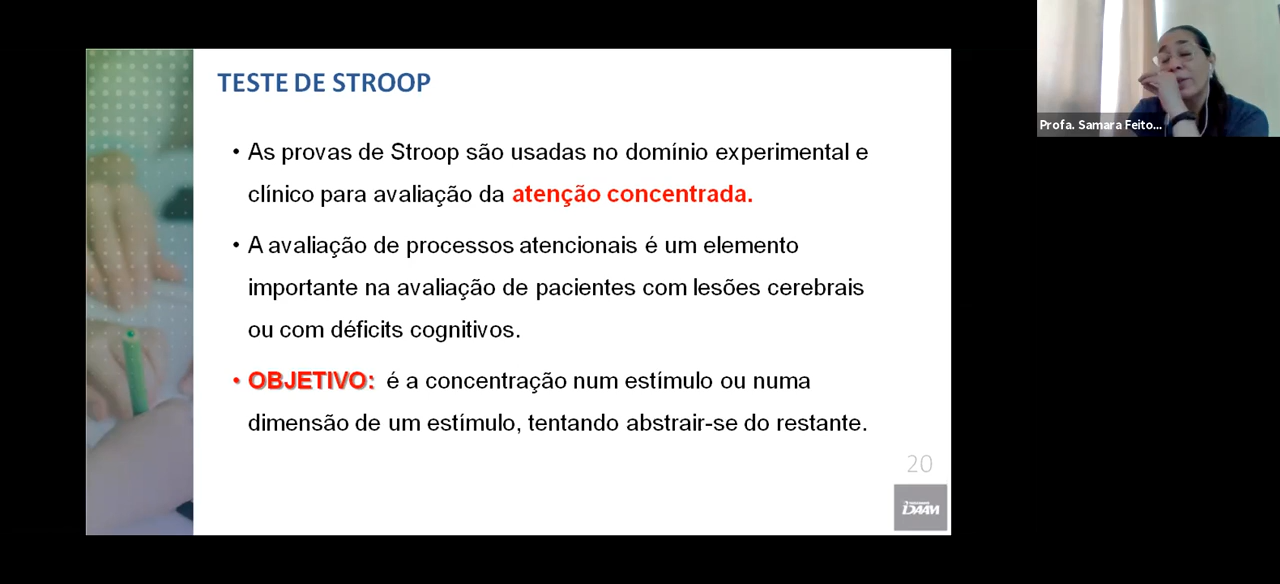 TESTE DE STROOP
• As provas de Stroop são usadas no domínio experimental e
clínico para avaliação da atenção concentrada.
• A avaliação de processos atencionais é um elemento
importante na avaliação de pacientes com lesões cerebrais
ou com déficits cognitivos.
• OBJETIVO: é a concentração num estímulo ou numa
dimensão de um estímulo, tentando abstrair-se do restante.
20
IDAAM
Profa. Samara Feito...